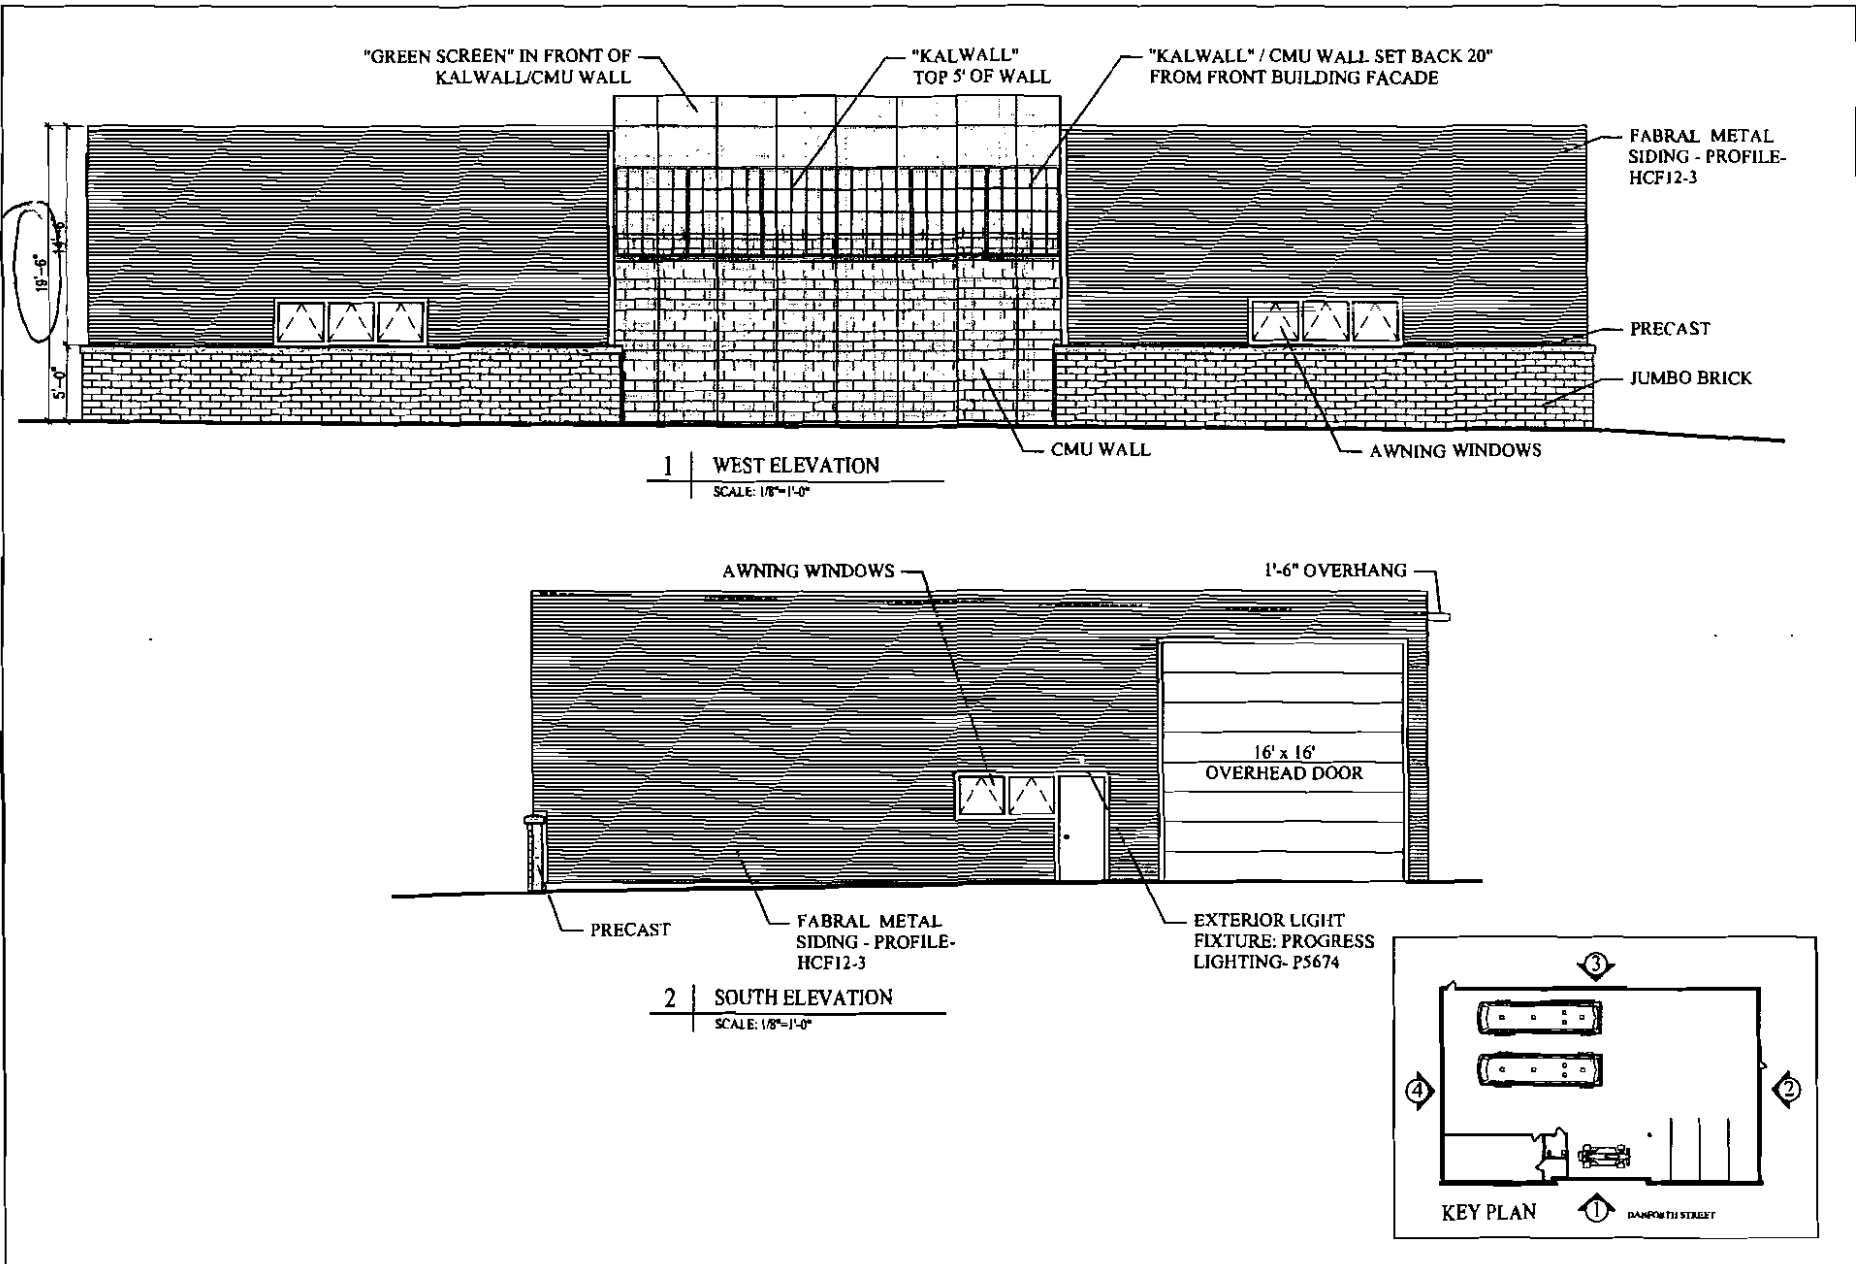 "GREEN SCREEN" IN FRONT OF
KALWALL/CMU WALL
"KALWALL"
TOP 5' OF WALL
"KALWALL" / CMU WALL SET BACK 20"
FROM FRONT BUILDING FACADE
FABRAL METAL
SIDING - PROFILE-
HCF12-3
19'-6"
14'-6"
5'-0"
PRECAST
JUMBO BRICK
CMU WALL
AWNING WINDOWS
1
WEST ELEVATION
SCALE: 1/8"=1'-0"
AWNING WINDOWS
1'-6" OVERHANG
16' x 16'
OVERHEAD DOOR
PRECAST
FABRAL METAL
SIDING - PROFILE-
HCF12-3
EXTERIOR LIGHT
FIXTURE: PROGRESS
LIGHTING- P5674
2
SOUTH ELEVATION
SCALE: 1/8"=1'-0"
3
4
2
1
KEY PLAN
DANFORTH STREET